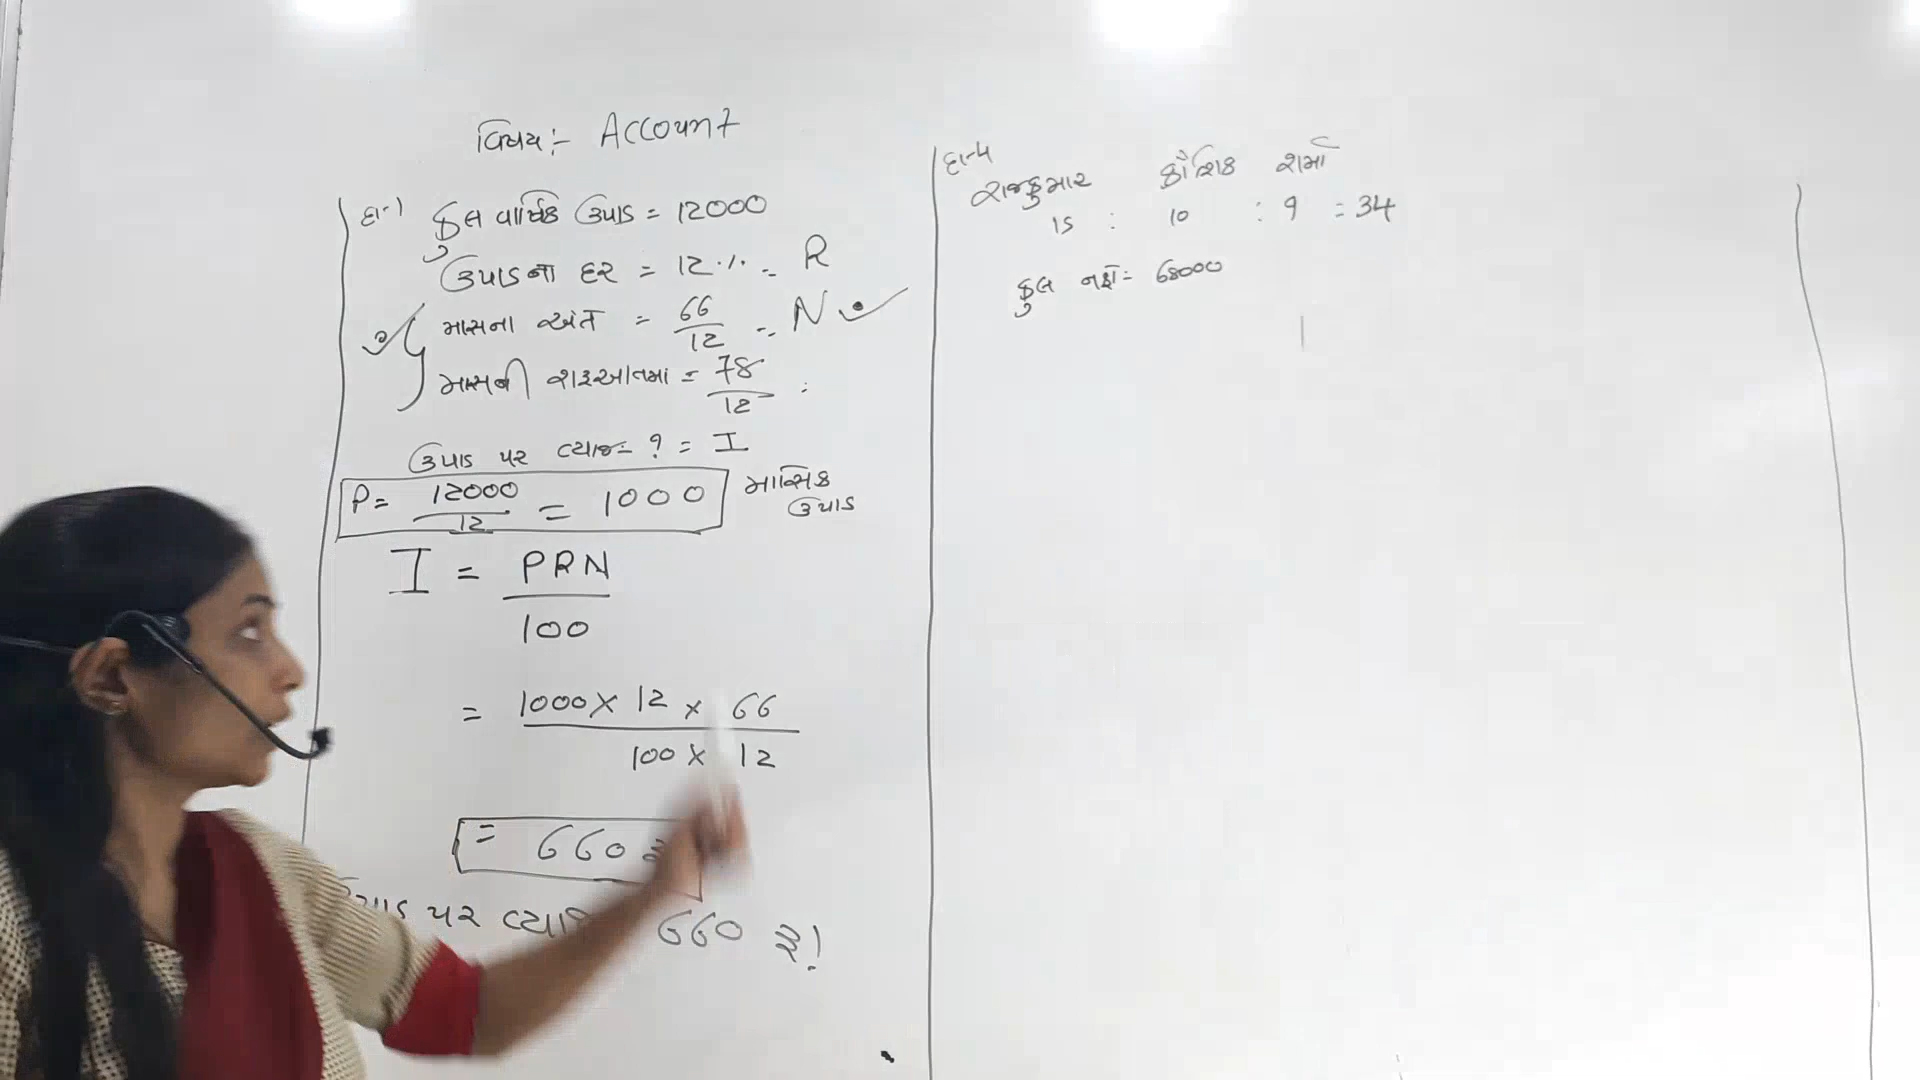 વિષય:- Account
દા-1 કુલ વાર્ષિક ઉપાડ = 12000
ઉપાડના દર = 12.1. - R
માસના અંતે = 66/12 -- N
માસની શરૂઆતમાં = 78/12 :
ઉપાડ પર વ્યાજ = ? = I
P = 12000/12 = 1000 માસિક ઉપાડ
I = PRN/100
= 1000 X 12 x 66 / 100 X 12
= 660
પર 660 રૂ!
દા-5
રાજકુમાર કૌશિક શર્મા
15 : 10 : 9 = 34
કુલ નફો = 68000